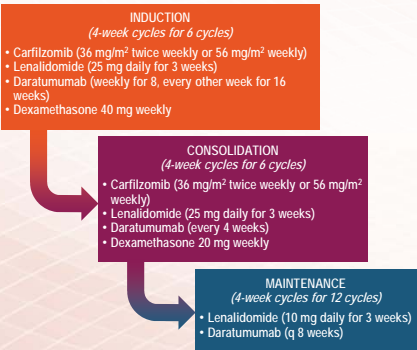 INDUCTION
(4-week cycles for 6 cycles)
• Carfilzomib (36 mg/m² twice weekly or 56 mg/m² weekly)
• Lenalidomide (25 mg daily for 3 weeks)
• Daratumumab (weekly for 8, every other week for 16
weeks)
• Dexamethasone 40 mg weekly
CONSOLIDATION
(4-week cycles for 6 cycles)
• Carfilzomib (36 mg/m² twice weekly or 56 mg/m²
weekly)
• Lenalidomide (25 mg daily for 3 weeks)
• Daratumumab (every 4 weeks)
• Dexamethasone 20 mg weekly
MAINTENANCE
(4-week cycles for 12 cycles)
• Lenalidomide (10 mg daily for 3 weeks)
• Daratumumab (q 8 weeks)